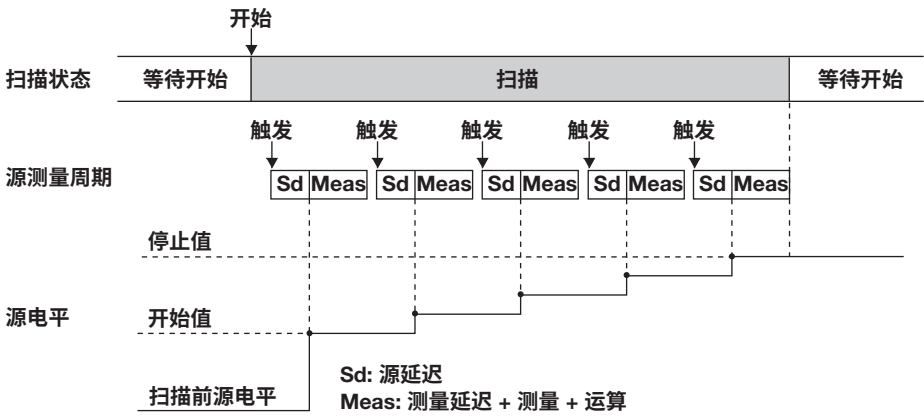 开始
扫描状态 等待开始 扫描 等待开始
触发 触发 触发 触发 触发
源测量周期 Sd Meas Sd Meas Sd Meas Sd Meas Sd Meas
停止值
源电平 开始值
扫描前源电平
Sd: 源延迟
Meas: 测量延迟 + 测量 + 运算